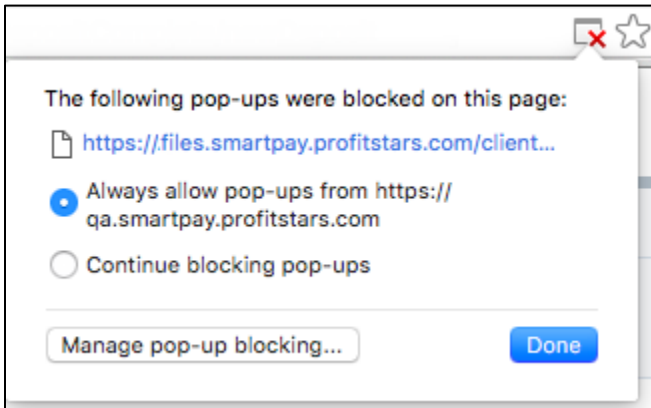 The following pop-ups were blocked on this page:
https://files.smartpay.profitstars.com/client...
Always allow pop-ups from https://
qa.smartpay.profitstars.com
Continue blocking pop-ups
Manage pop-up blocking...
Done